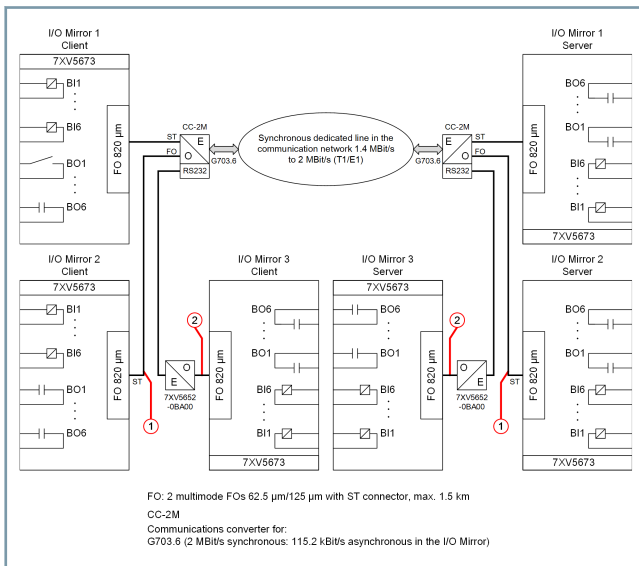 I/O Mirror 1
Client
7XV5673
BI1
BI6
BO1
BO6
FO 820 µm
ST
FO
CC-2M
E
O
RS232
G703.6
Synchronous dedicated line in the
communication network 1.4 MBit/s
to 2 MBit/s (T1/E1)
G703.6
CC-2M
E
O
RS232
ST
FO
I/O Mirror 1
Server
FO 820 µm
BO6
BO1
BI6
BI1
7XV5673
I/O Mirror 2
Client
7XV5673
BI1
BI6
BO1
BO6
FO 820 µm
ST
1
2
O
E
7XV5652
-0BA00
I/O Mirror 3
Client
FO 820 µm
BO6
BO1
BI6
BI1
7XV5673
I/O Mirror 3
Server
7XV5673
BO6
BO1
BI6
BI1
FO 820 µm
2
O
E
7XV5652
-0BA00
1
ST
I/O Mirror 2
Server
FO 820 µm
BO6
BO1
BI6
BI1
7XV5673
FO: 2 multimode FOs 62.5 µm/125 µm with ST connector, max. 1.5 km
CC-2M
Communications converter for:
G703.6 (2 MBit/s synchronous: 115.2 kBit/s asynchronous in the I/O Mirror)